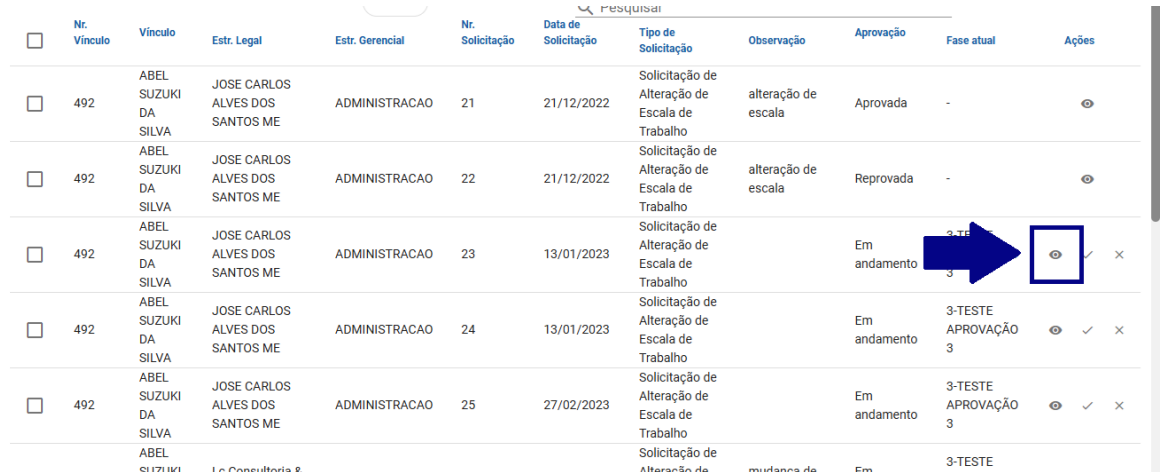 Pesquisar
Nr. Vínculo Vínculo Estr. Legal Estr. Gerencial Nr. Solicitação Data de Solicitação Tipo de Solicitação Observação Aprovação Fase atual Ações
492 ABEL SUZUKI DA SILVA JOSE CARLOS ALVES DOS SANTOS ME ADMINISTRACAO 21 21/12/2022 Solicitação de Alteração de Escala de Trabalho alteração de escala Aprovada -
492 ABEL SUZUKI DA SILVA JOSE CARLOS ALVES DOS SANTOS ME ADMINISTRACAO 22 21/12/2022 Solicitação de Alteração de Escala de Trabalho alteração de escala Reprovada -
492 ABEL SUZUKI DA SILVA JOSE CARLOS ALVES DOS SANTOS ME ADMINISTRACAO 23 13/01/2023 Solicitação de Alteração de Escala de Trabalho Em andamento 3-TESTE 3
492 ABEL SUZUKI DA SILVA JOSE CARLOS ALVES DOS SANTOS ME ADMINISTRACAO 24 13/01/2023 Solicitação de Alteração de Escala de Trabalho Em andamento 3-TESTE APROVAÇÃO 3
492 ABEL SUZUKI DA SILVA JOSE CARLOS ALVES DOS SANTOS ME ADMINISTRACAO 25 27/02/2023 Solicitação de Alteração de Escala de Trabalho Em andamento 3-TESTE APROVAÇÃO 3
ABEL SUZUKI Lc Consultoria & Solicitação de Alteração de mudança de Em 3-TESTE